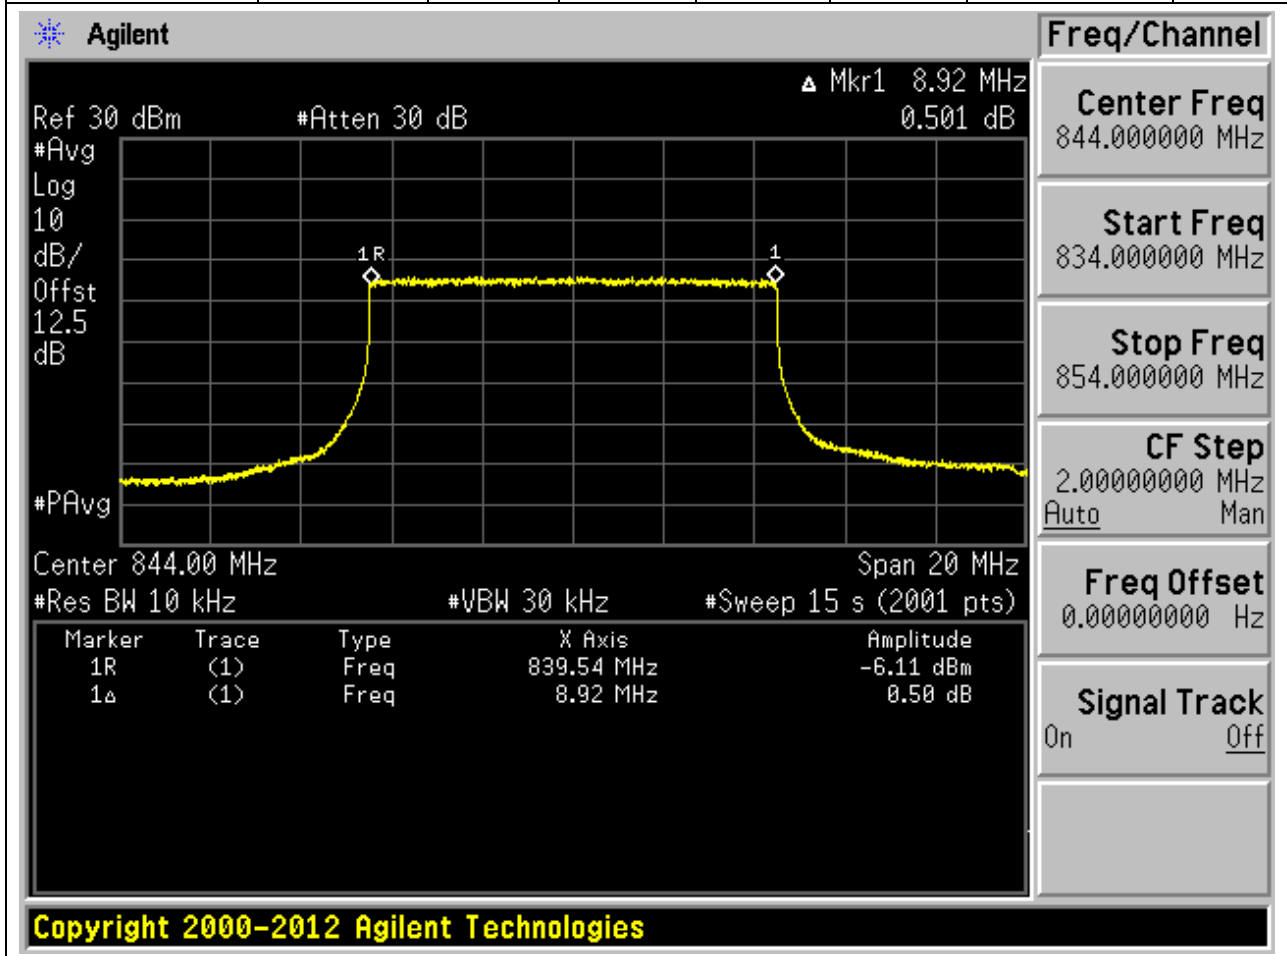 Agilent
Freq/Channel
▵ Mkr1 8.92 MHz
Ref 30 dBm #Atten 30 dB 0.501 dB
#Avg
Log
10
dB/
Offst
12.5
dB
#PAvg
1R
1
Center 844.00 MHz Span 20 MHz
#Res BW 10 kHz #VBW 30 kHz #Sweep 15 s (2001 pts)
Marker Trace Type X Axis Amplitude
1R (1) Freq 839.54 MHz -6.11 dBm
1▵ (1) Freq 8.92 MHz 0.50 dB
Center Freq
844.000000 MHz
Start Freq
834.000000 MHz
Stop Freq
854.000000 MHz
CF Step
2.00000000 MHz
Auto Man
Freq Offset
0.00000000 Hz
Signal Track
On Off
Copyright 2000-2012 Agilent Technologies